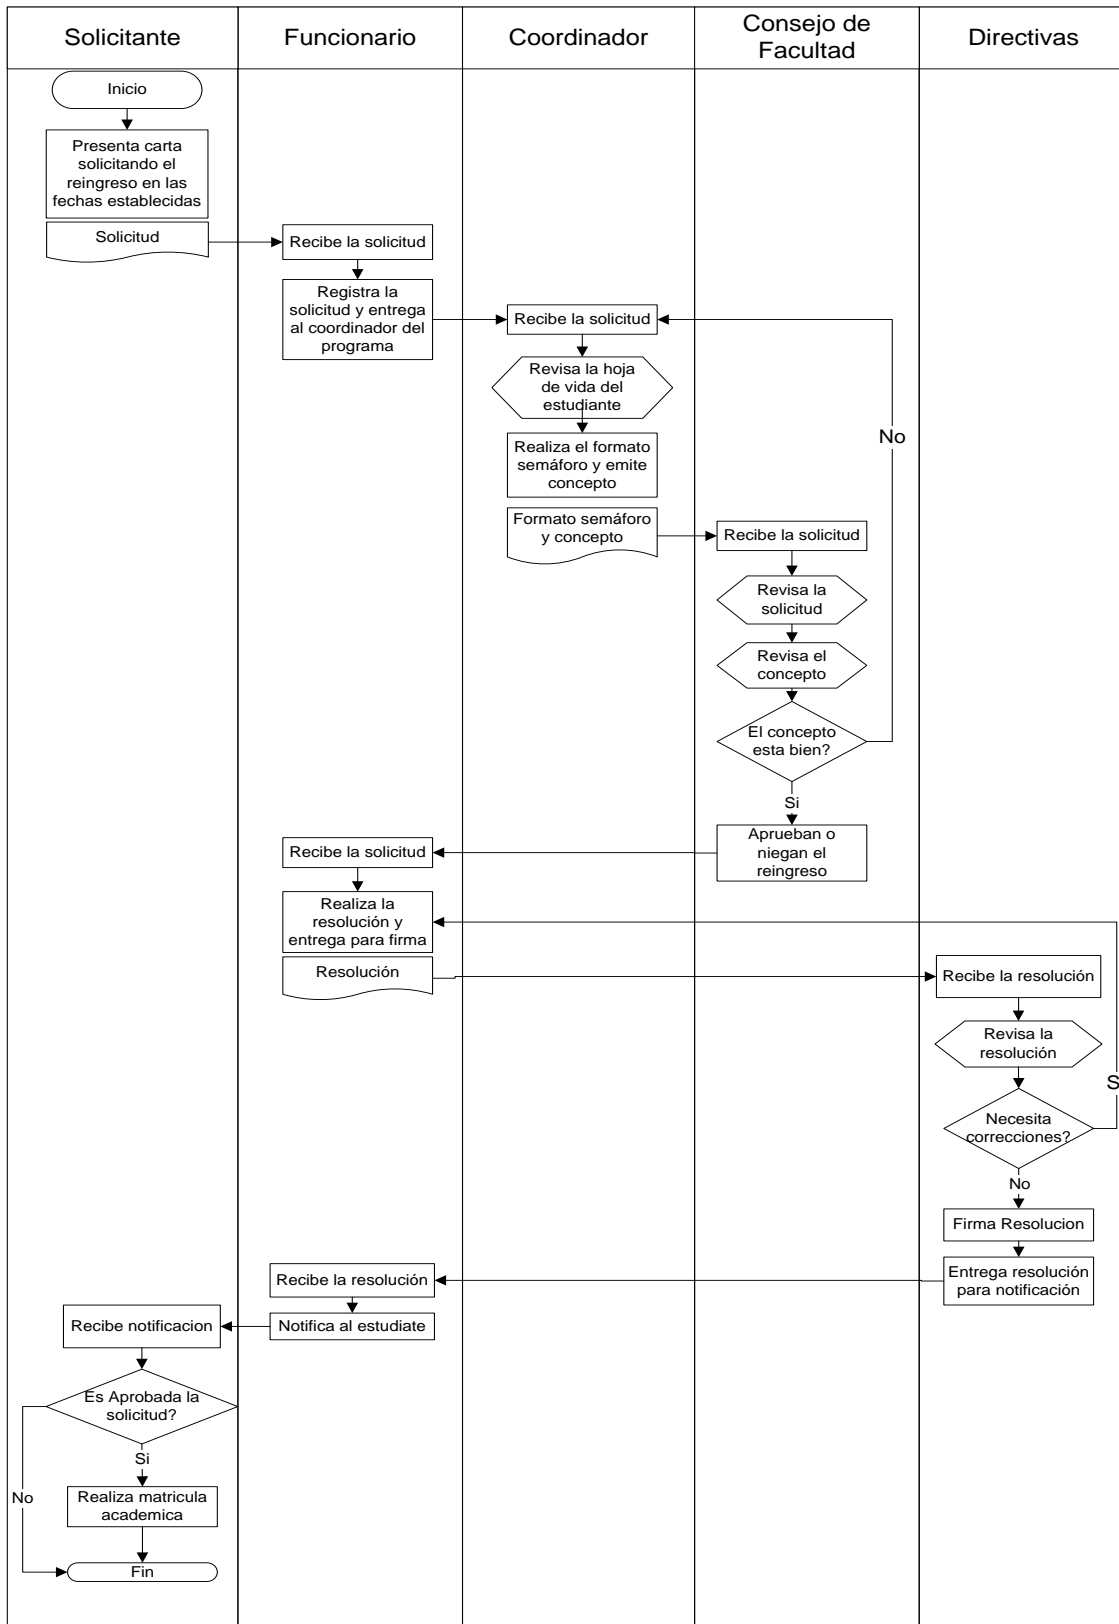 Solicitante
Funcionario
Coordinador
Consejo de
Facultad
Directivas
Inicio
Presenta carta
solicitando el
reingreso en las
fechas establecidas
Solicitud
Recibe la solicitud
Registra la
solicitud y entrega
al coordinador del
programa
Recibe la solicitud
Revisa la hoja
de vida del
estudiante
No
Realiza el formato
semáforo y emite
concepto
Formato semáforo
y concepto
Recibe la solicitud
Revisa la
solicitud
Revisa el
concepto
El concepto
esta bien?
Si
Aprueban o
niegan el
reingreso
Recibe la solicitud
Realiza la
resolución y
entrega para firma
Resolución
Recibe la resolución
Revisa la
resolución
S
Necesita
correcciones?
No
Firma Resolucion
Entrega resolución
para notificación
Recibe la resolución
Notifica al estudiate
Recibe notificacion
Es Aprobada la
solicitud?
Si
No
Realiza matricula
academica
Fin